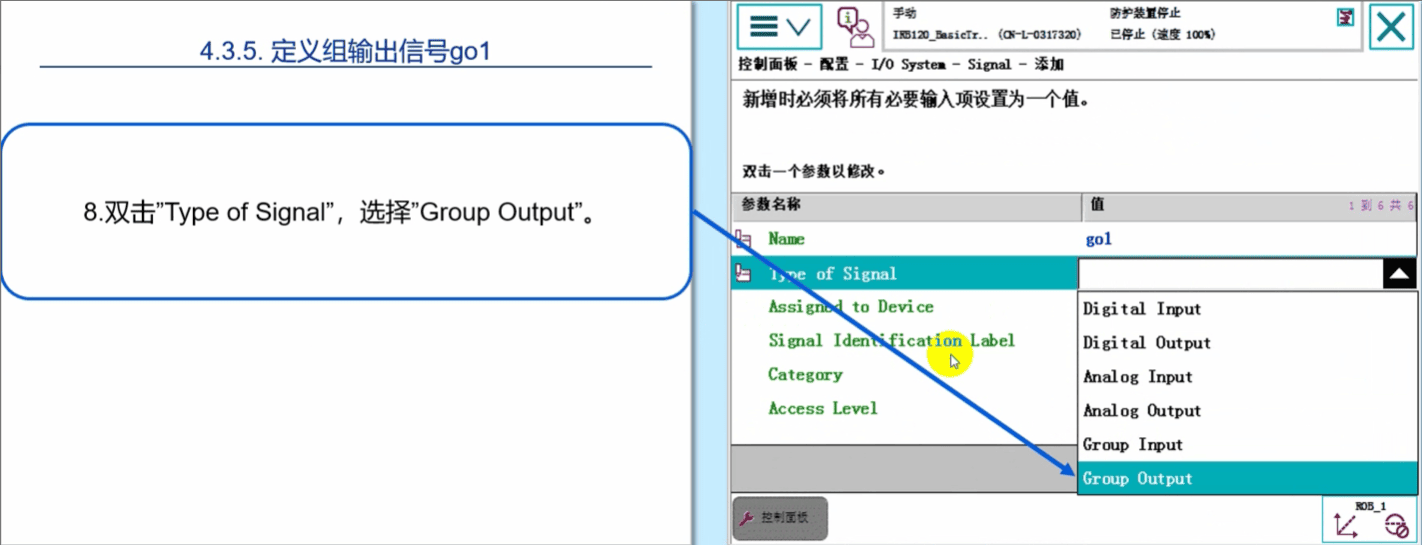 4.3.5. 定义组输出信号go1
8.双击”Type of Signal”，选择”Group Output”。
手动
防护装置停止
IRB120_BasicTr.. (CN-L-0317320)
已停止 (速度 100%)
控制面板 - 配置 - I/O System - Signal - 添加
新增时必须将所有必要输入项设置为一个值。
双击一个参数以修改。
参数名称
值
1 到 6 共 6
Name
go1
Type of Signal
Assigned to Device
Digital Input
Signal Identification Label
Digital Output
Category
Analog Input
Access Level
Analog Output
Group Input
Group Output
控制面板
ROB_1